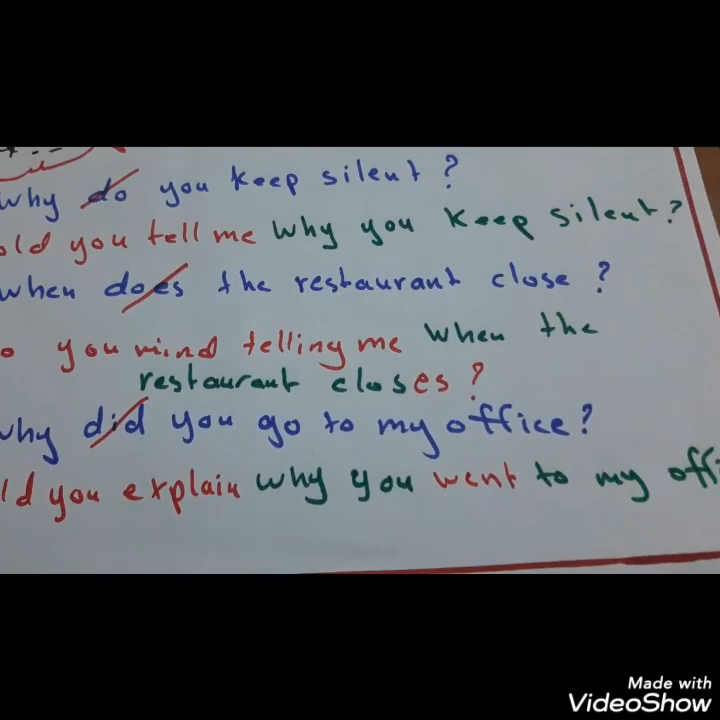 why do you keep silent ?
old you tell me why you keep silent?
when does the restaurant close ?
o you mind telling me when the
restaurant closes ?
why did you go to my office?
ld you explain why you went to my offi
Made with
VideoShow